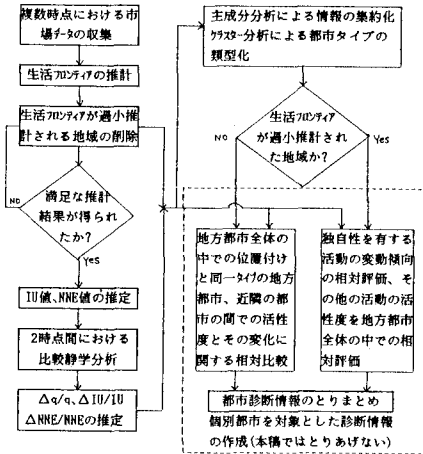 複数時点における市
場データの収集
生活フロンティアの推計
生活フロンティアが過小推
計される地域の削除
満足な推計
結果が得られ
たか?
NO
Yes
IU値、NNE値の推定
2時点間における
比較静学分析
Δq/q、ΔIU/IU
ΔNNE/NNEの推定
主成分分析による情報の集約化
クラスター分析による都市タイプの
類型化
生活フロンティア
が過小推計され
た地域か?
NO
Yes
地方都市全体の
中での位置付け
と同一タイプの地方
都市、近隣の都
市の間での活性
度とその変化に
関する相対比較
独自性を有する
活動の変動傾向
の相対評価、そ
の他の活動の活
性度を地方都市
全体の中での相
対評価
都市診断情報のとりまとめ
個別都市を対象とした診断情報
の作成(本稿ではとりあげない)